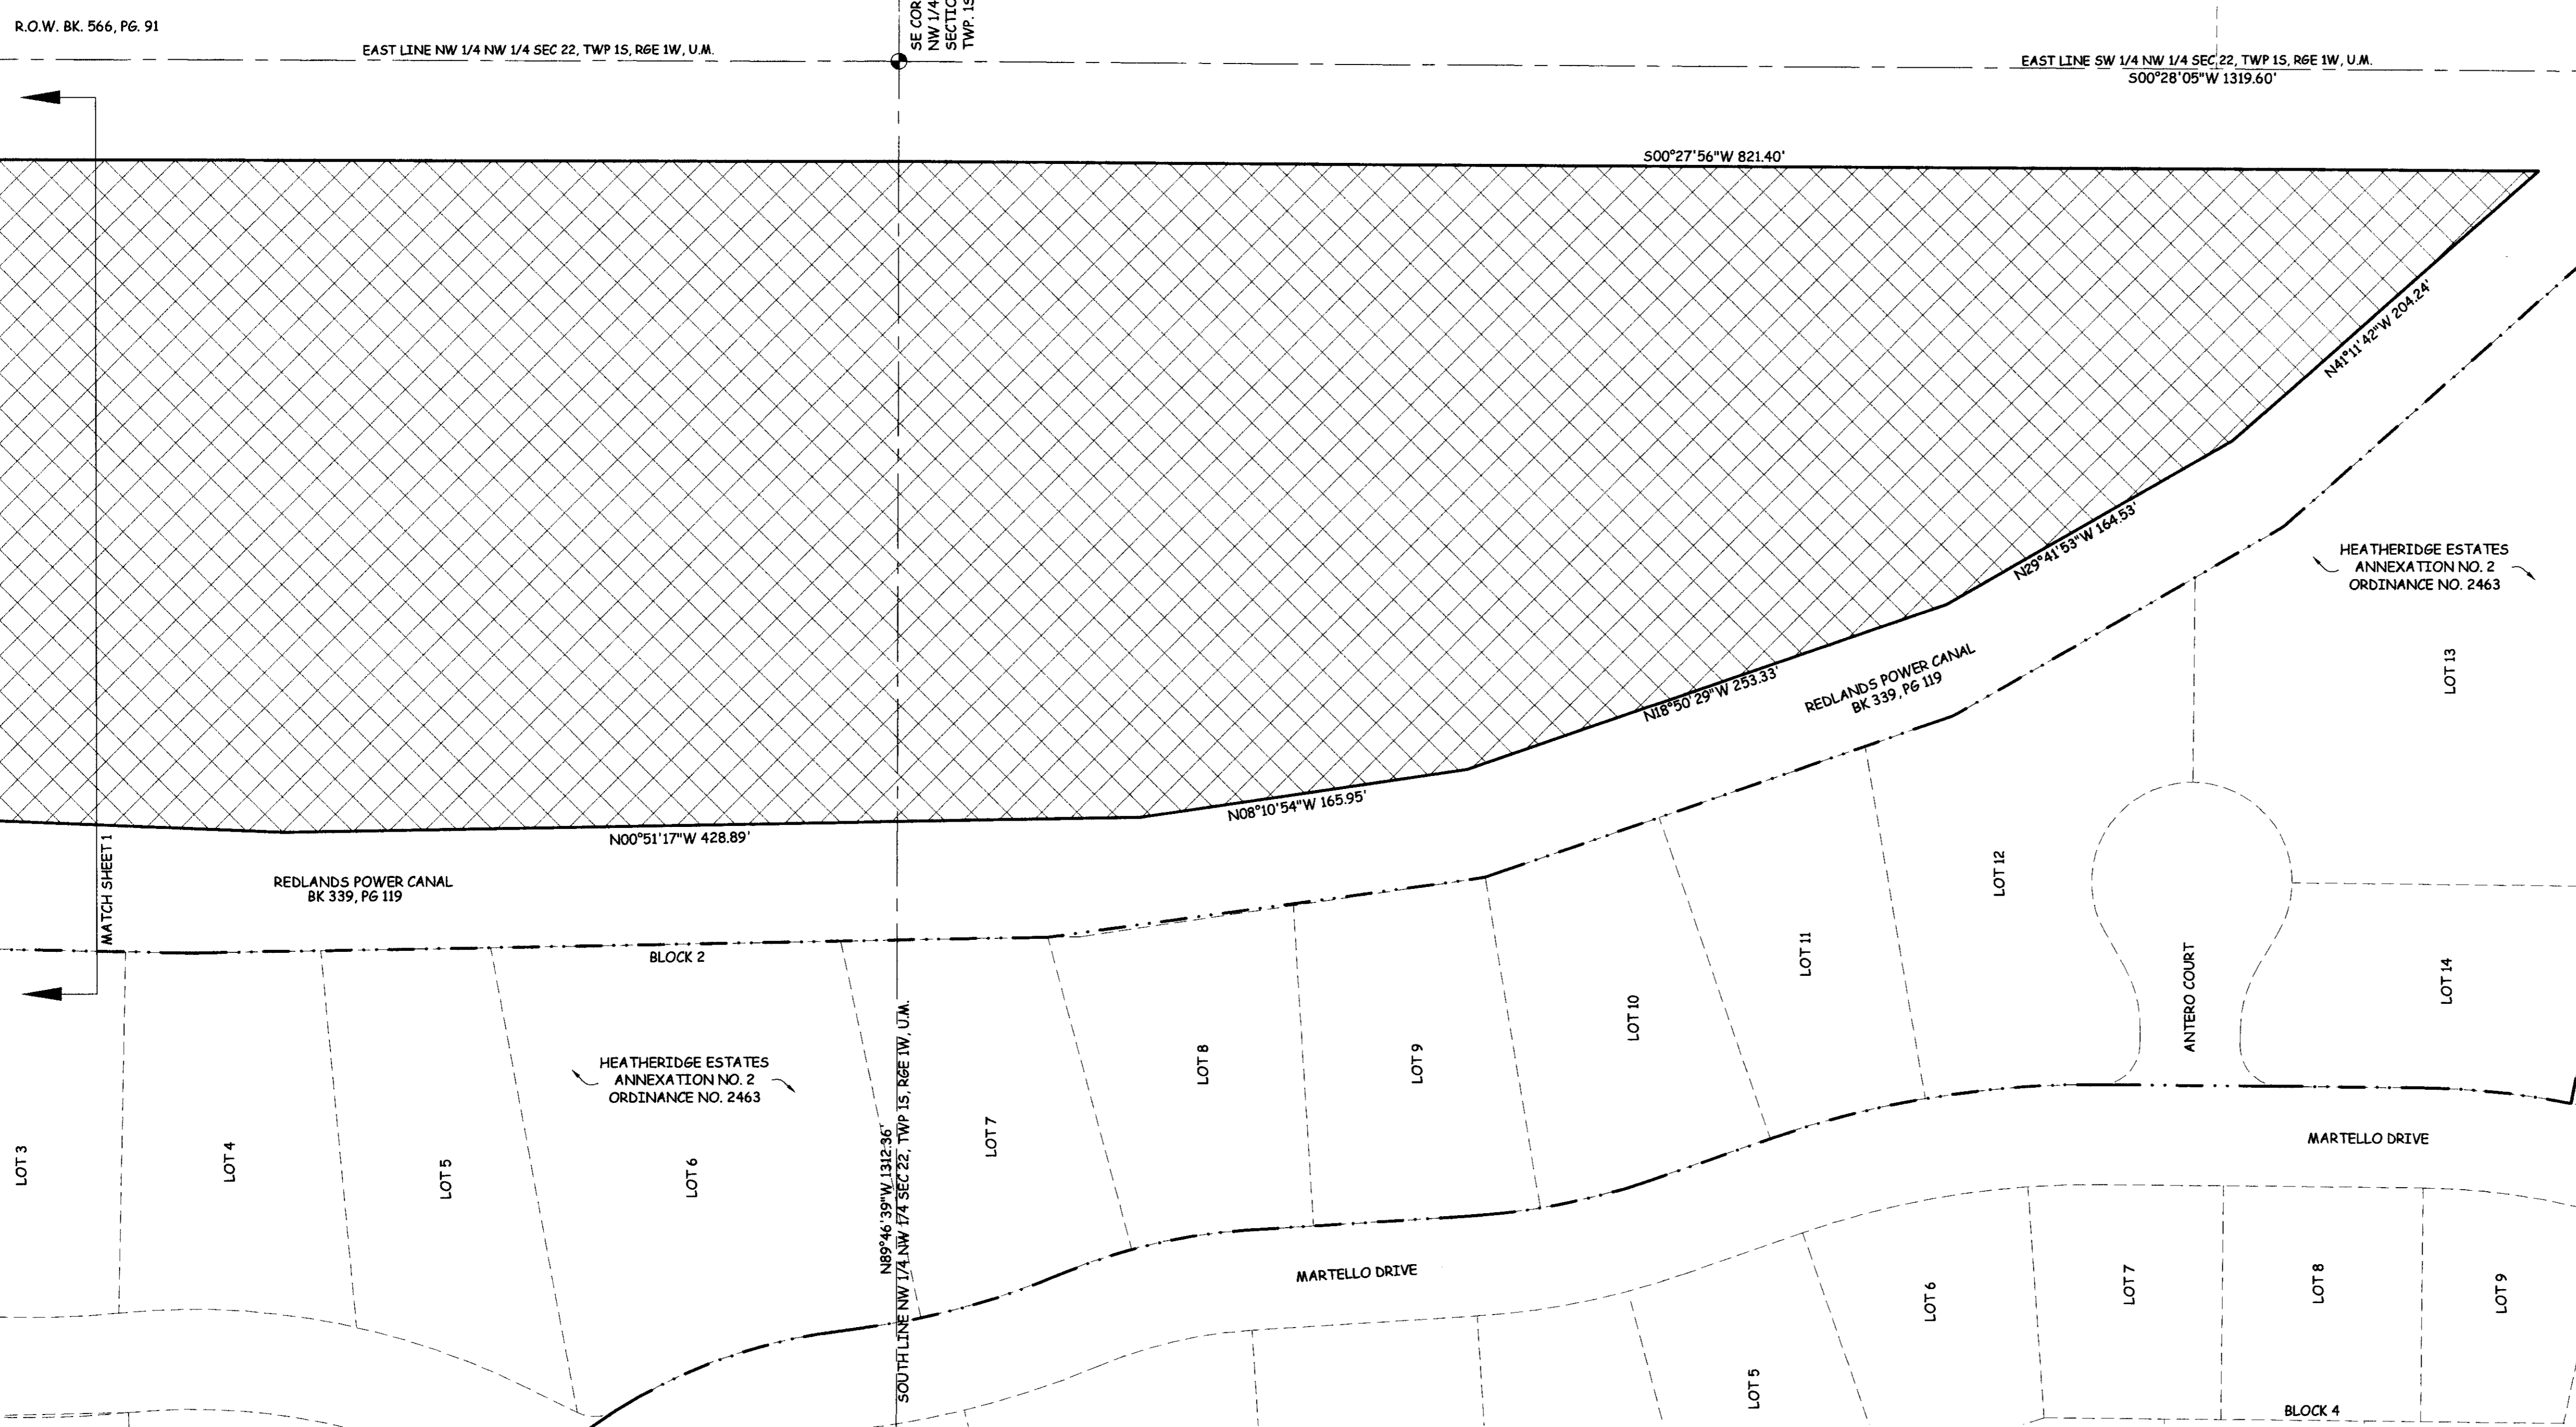 R.O.W. BK. 566, PG. 91
EAST LINE NW 1/4 NW 1/4 SEC 22, TWP 1S, RGE 1W, U.M.
SE COR
NW 1/4
SECTIO
TWP. 1S
EAST LINE SW 1/4 NW 1/4 SEC 22, TWP 1S, RGE 1W, U.M.
S00°28'05"W 1319.60'
S00°27'56"W 821.40'
N41°11'42"W 204.24'
N29°41'53"W 164.53'
N18°50'29"W 253.33'
N08°10'54"W 165.95'
N00°51'17"W 428.89'
MATCH SHEET 1
REDLANDS POWER CANAL
BK 339, PG 119
REDLANDS POWER CANAL
BK 339, PG 119
HEATHERIDGE ESTATES
ANNEXATION NO. 2
ORDINANCE NO. 2463
LOT 13
BLOCK 2
HEATHERIDGE ESTATES
ANNEXATION NO. 2
ORDINANCE NO. 2463
LOT 3
LOT 4
LOT 5
LOT 6
N89°46'39"W 1312.36'
SOUTH LINE NW 1/4 NW 1/4 SEC 22, TWP 1S, RGE 1W, U.M.
LOT 7
LOT 8
LOT 9
LOT 10
LOT 11
LOT 12
ANTERO COURT
LOT 14
MARTELLO DRIVE
MARTELLO DRIVE
LOT 5
LOT 6
LOT 7
LOT 8
LOT 9
BLOCK 4